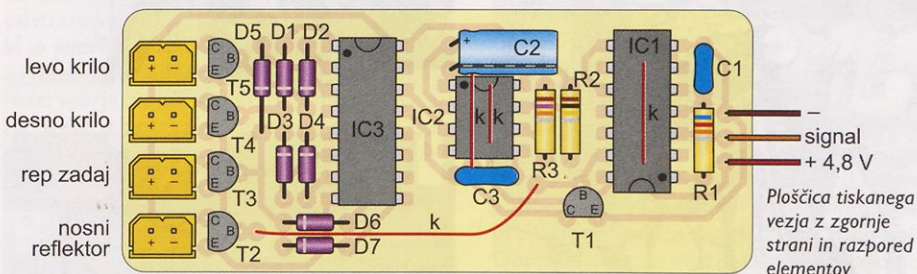 levo krilo
desno krilo
rep zadaj
nosni
reflektor
+ −
+ −
+ −
+ −
C B E
C B E
C B E
C B E
T5
T4
T3
T2
D5 D1 D2
D3 D4
D6
D7
k
IC3
IC2
k k
C2
+
C3
R3
R2
B C E
T1
IC1
k
C1
R1
−
signal
+ 4,8 V
Ploščica tiskanega
vezja z zgornje
strani in razpored
elementov